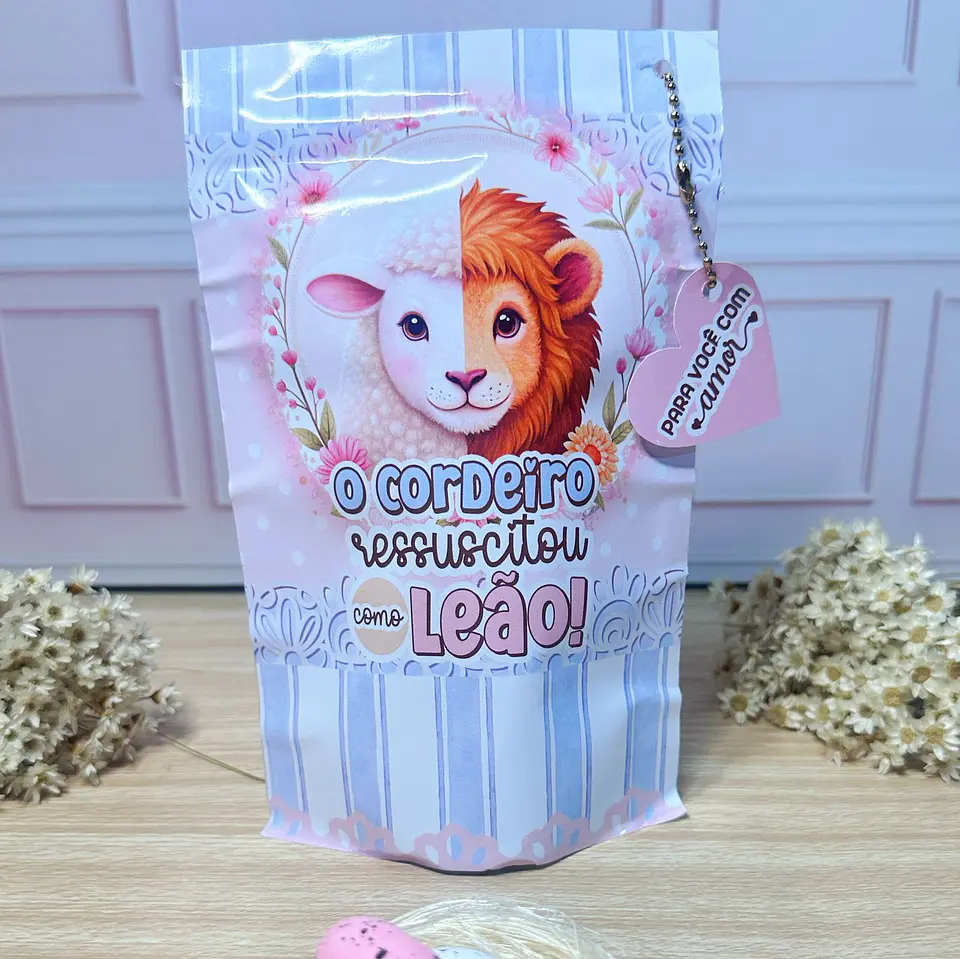 PARA VOCÊ COM
amor
O CORDEIRO
ressuscitou
como LEÃO!